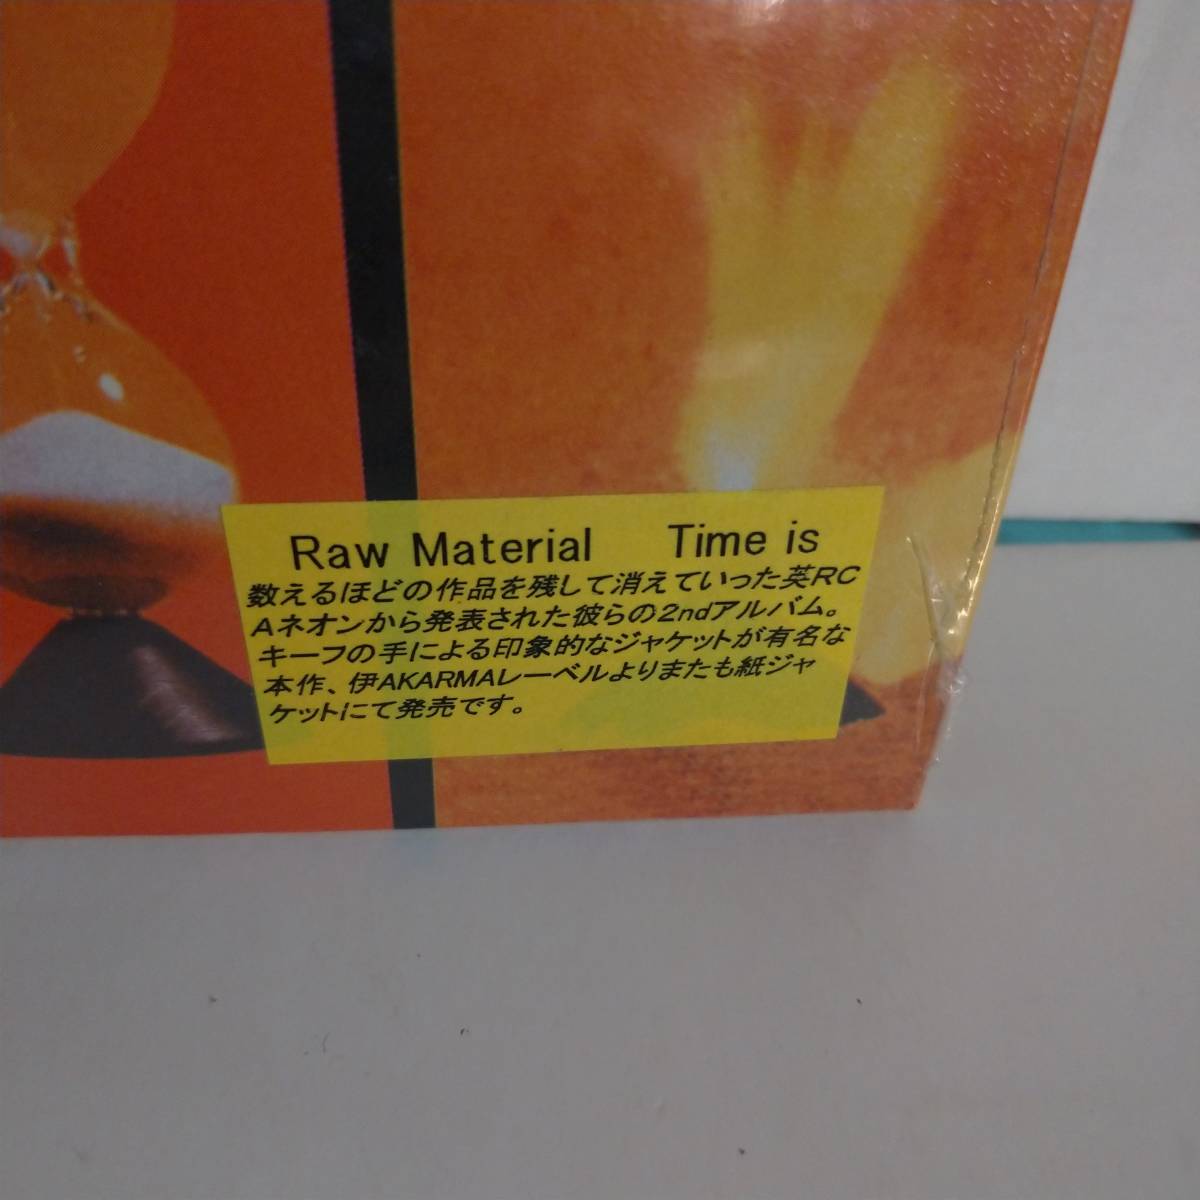 Raw Material Time is
数えるほどの作品を残して消えていった英RC
Aネオンから発表された彼らの2ndアルバム。
キーフの手による印象的なジャケットが有名な
本作、伊AKARMAレーベルよりまたも紙ジャ
ケットにて発売です。